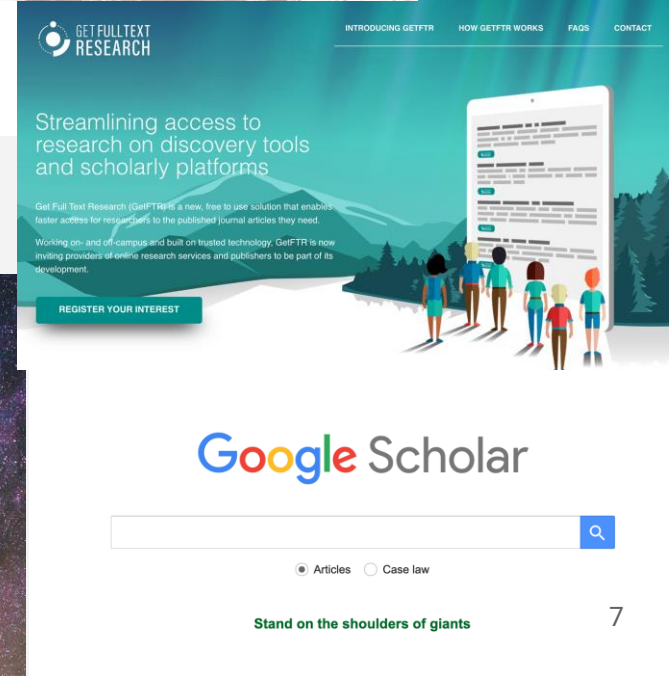 GETFULLTEXT
RESEARCH
INTRODUCING GETFTR HOW GETFTR WORKS FAQS CONTACT
Streamlining access to
research on discovery tools
and scholarly platforms
Get Full Text Research (GetFTR) is a new, free to use solution that enables
faster access for researchers to the published journal articles they need.
Working on- and off-campus and built on trusted technology, GetFTR is now
inviting providers of online research services and publishers to be part of its
development.
REGISTER YOUR INTEREST
Google Scholar
Articles Case law
Stand on the shoulders of giants
7